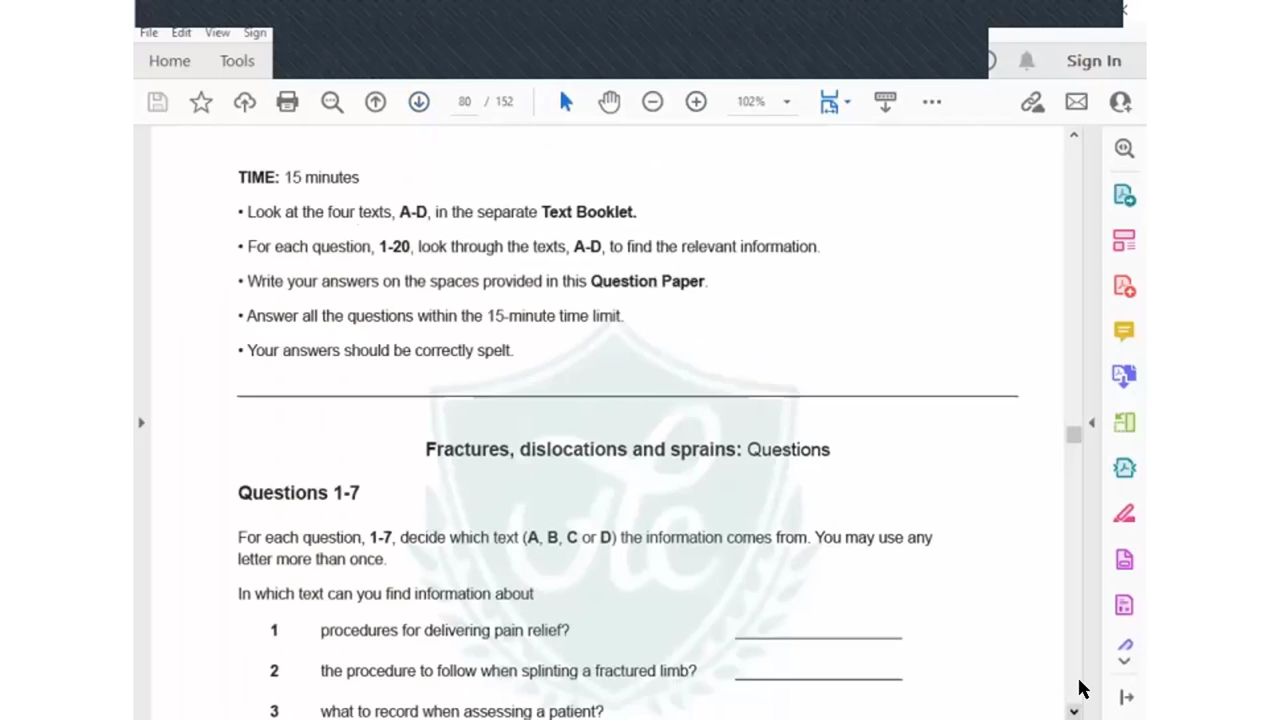 File Edit View Sign
Home Tools
Sign In
80 / 152
102%
TIME: 15 minutes
• Look at the four texts, A-D, in the separate Text Booklet.
• For each question, 1-20, look through the texts, A-D, to find the relevant information.
• Write your answers on the spaces provided in this Question Paper.
• Answer all the questions within the 15-minute time limit.
• Your answers should be correctly spelt.
Fractures, dislocations and sprains: Questions
Questions 1-7
For each question, 1-7, decide which text (A, B, C or D) the information comes from. You may use any
letter more than once.
In which text can you find information about
1 procedures for delivering pain relief?
2 the procedure to follow when splinting a fractured limb?
3 what to record when assessing a patient?